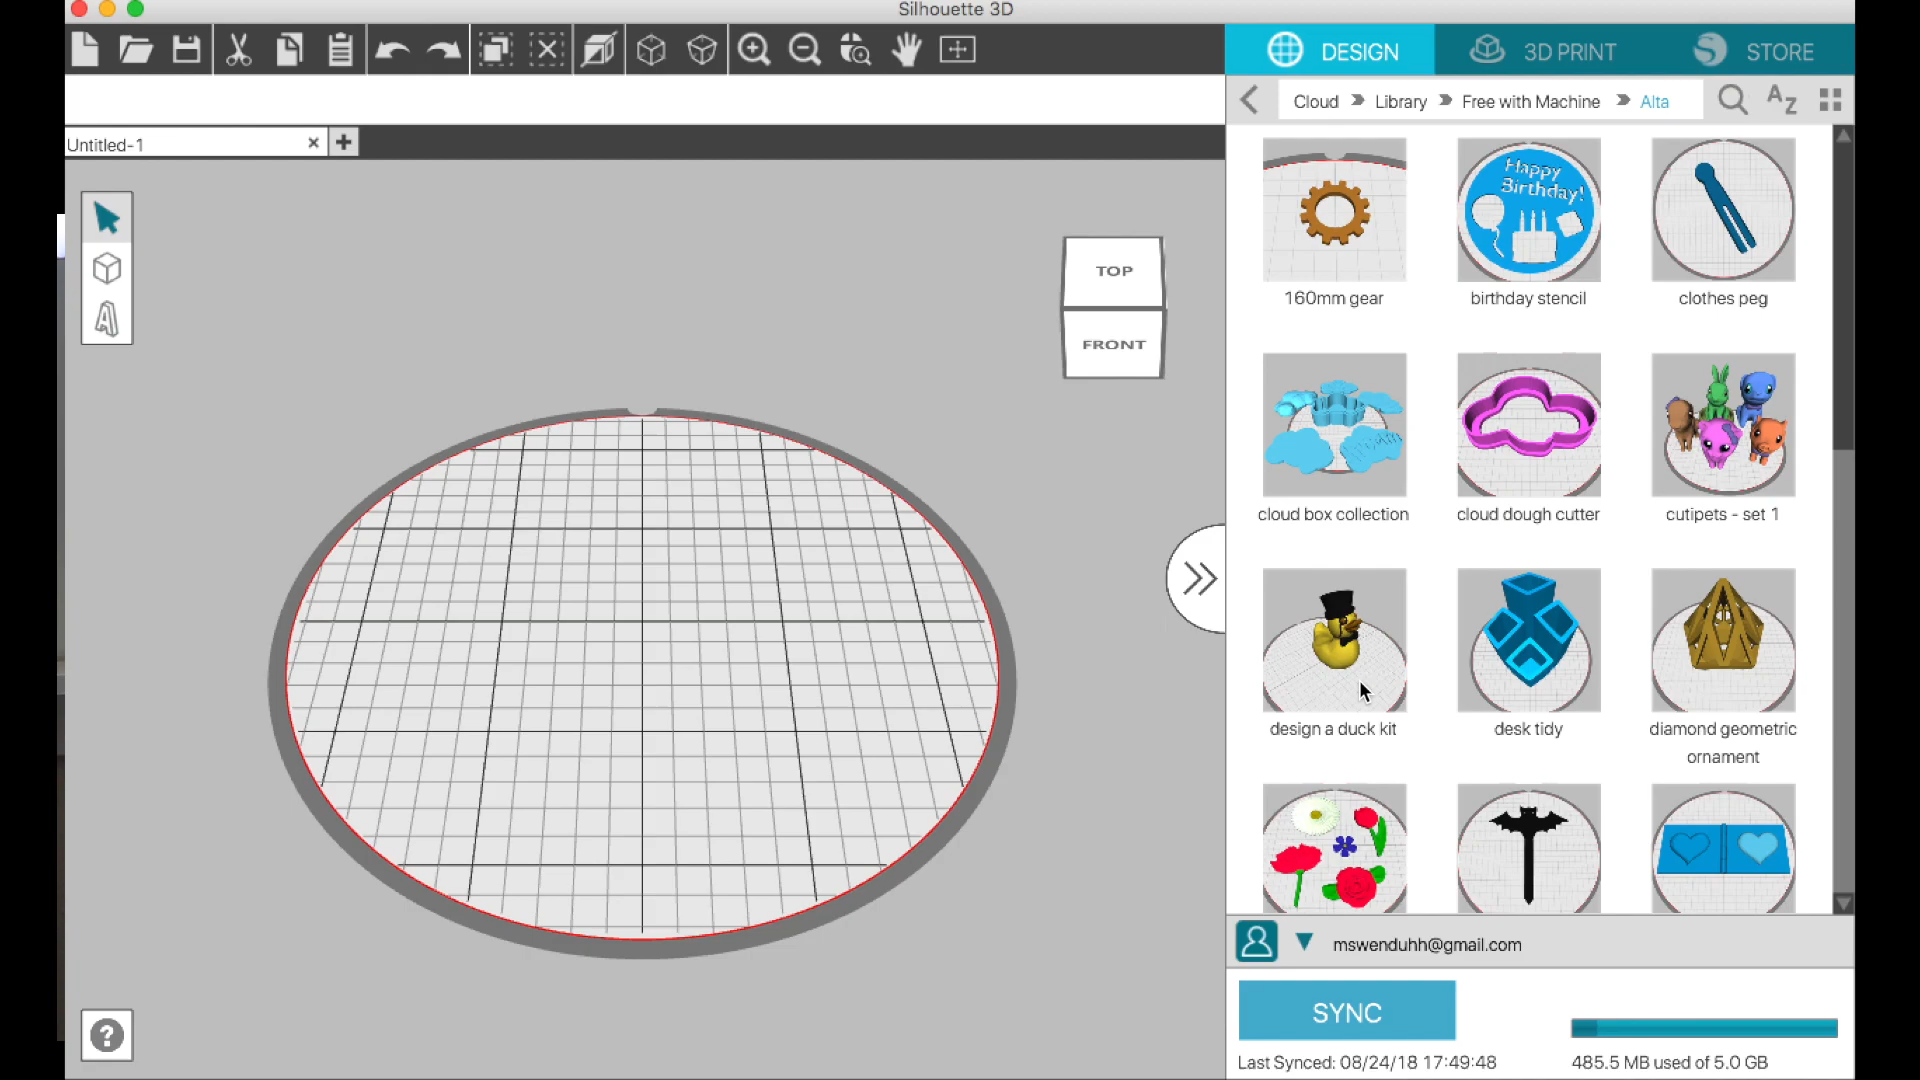 Silhouette 3D
DESIGN
3D PRINT
STORE
Cloud
Library
Free with Machine
Alta
AZ
Untitled-1
TOP
FRONT
160mm gear
Happy
Birthday!
birthday stencil
clothes peg
cloud box collection
cloud dough cutter
cutipets - set 1
design a duck kit
desk tidy
diamond geometric
ornament
mswenduhh@gmail.com
SYNC
Last Synced: 08/24/18 17:49:48
485.5 MB used of 5.0 GB